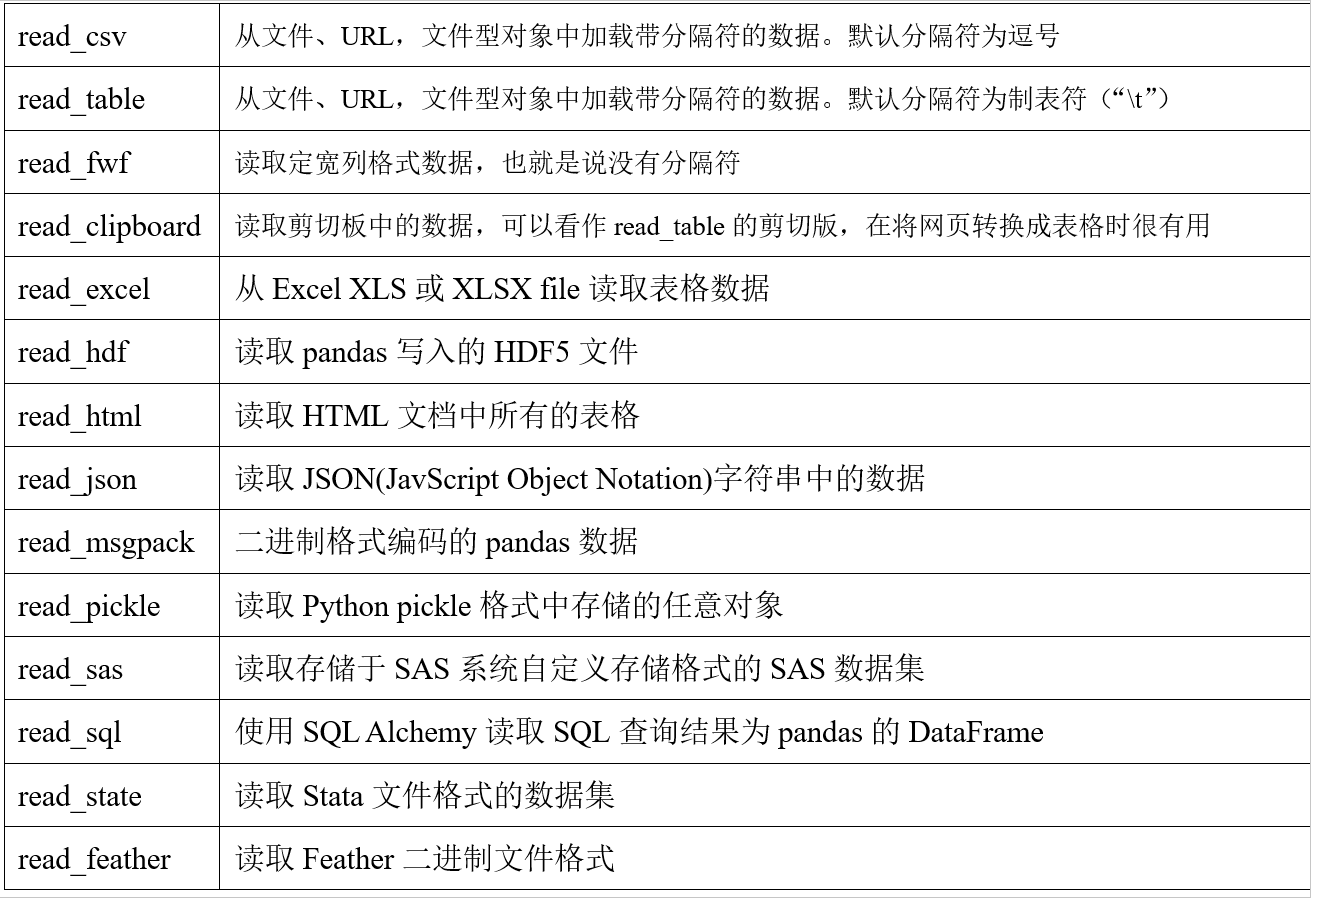 read_csv 从文件、URL，文件型对象中加载带分隔符的数据。默认分隔符为逗号
read_table 从文件、URL，文件型对象中加载带分隔符的数据。默认分隔符为制表符（“\t”）
read_fwf 读取定宽列格式数据，也就是说没有分隔符
read_clipboard 读取剪切板中的数据，可以看作 read_table 的剪切版，在将网页转换成表格时很有用
read_excel 从 Excel XLS 或 XLSX file 读取表格数据
read_hdf 读取 pandas 写入的 HDF5 文件
read_html 读取 HTML 文档中所有的表格
read_json 读取 JSON(JavScript Object Notation)字符串中的数据
read_msgpack 二进制格式编码的 pandas 数据
read_pickle 读取 Python pickle 格式中存储的任意对象
read_sas 读取存储于 SAS 系统自定义存储格式的 SAS 数据集
read_sql 使用 SQL Alchemy 读取 SQL 查询结果为 pandas 的 DataFrame
read_state 读取 Stata 文件格式的数据集
read_feather 读取 Feather 二进制文件格式